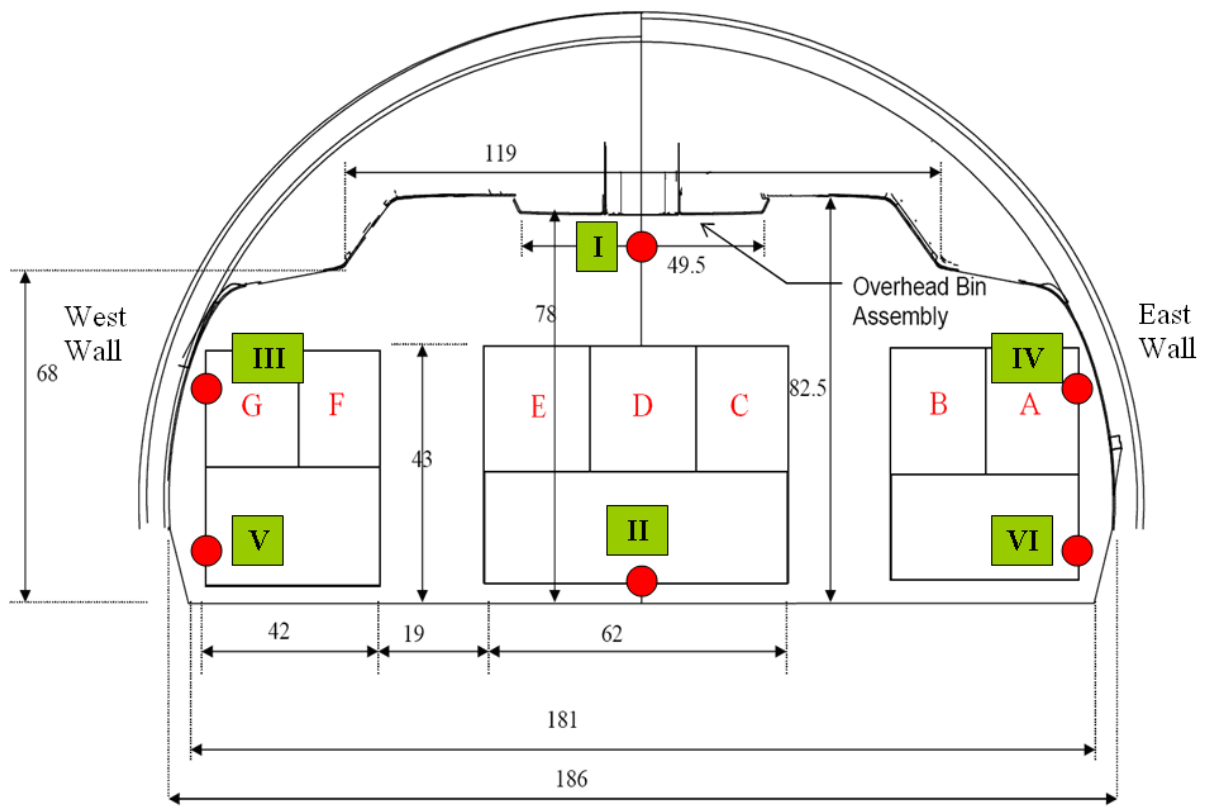 119
I
49.5
Overhead Bin
Assembly
78
West
Wall
East
Wall
68
III
IV
G
F
E
D
C
B
A
82.5
43
V
II
VI
42
19
62
181
186